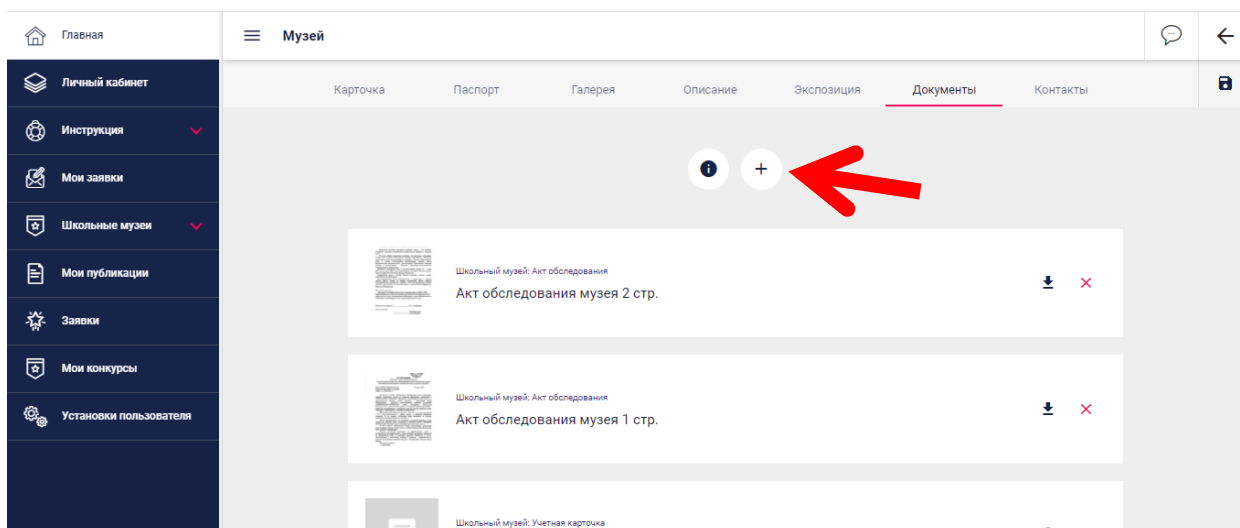 Главная
Музей
Личный кабинет
Карточка Паспорт Галерея Описание Экспозиция Документы Контакты
Инструкция
Мои заявки
Школьные музеи
Мои публикации
Заявки
Мои конкурсы
Установки пользователя
Школьный музей: Акт обследования
Акт обследования музея 2 стр.
Школьный музей: Акт обследования
Акт обследования музея 1 стр.
Школьный музей: Учетная карточка